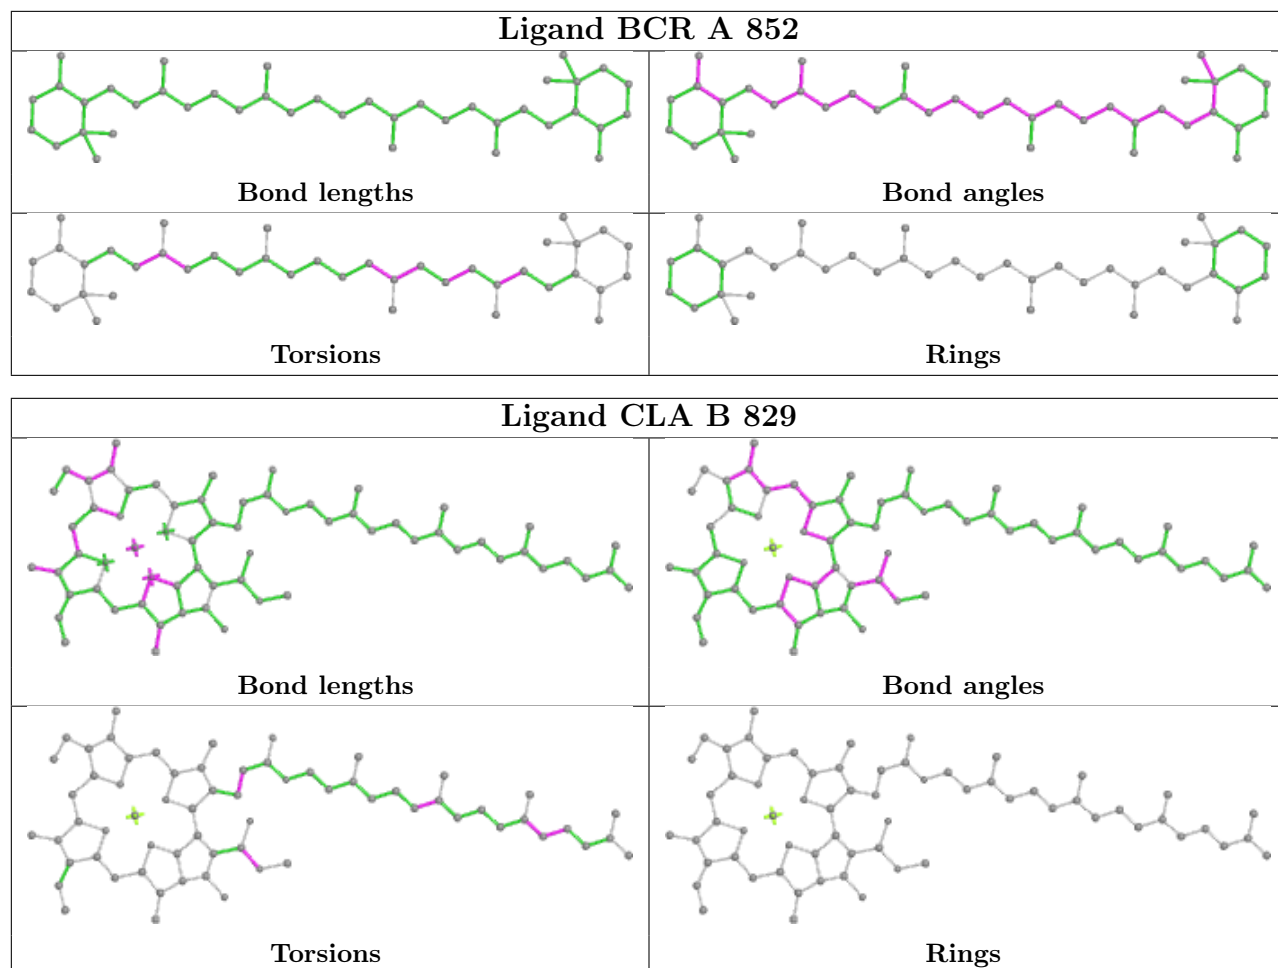 Ligand BCR A 852
Bond lengths
Bond angles
Torsions
Rings
Ligand CLA B 829
Bond lengths
Bond angles
Torsions
Rings